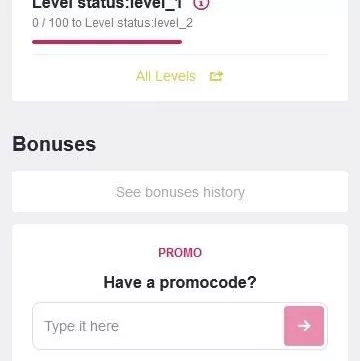 Level status:level_1
0 / 100 to Level status:level_2
All Levels
Bonuses
See bonuses history
PROMO
Have a promocode?
Type it here